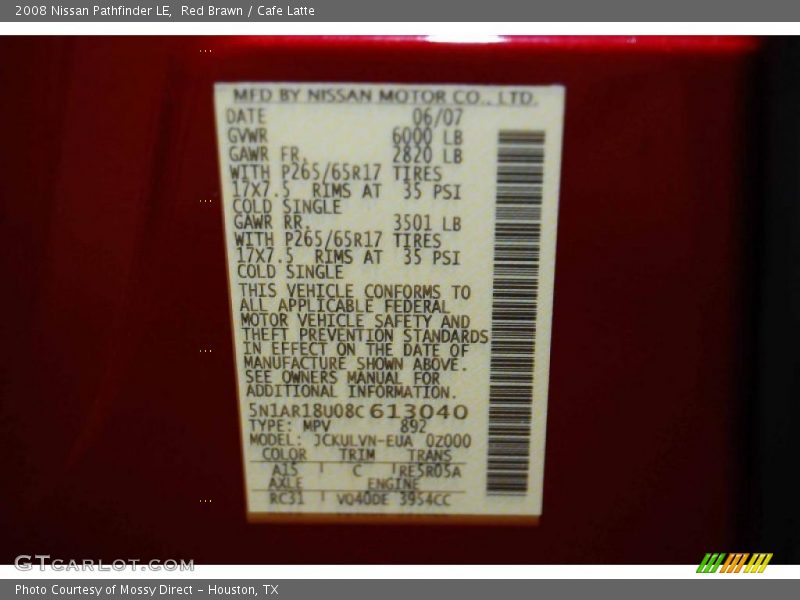 2008 Nissan Pathfinder LE, Red Brawn / Cafe Latte
MFD BY NISSAN MOTOR CO., LTD.
DATE 06/07
GVWR 6000 LB
GAWR FR. 2820 LB
WITH P265/65R17 TIRES
17X7.5 RIMS AT 35 PSI
COLD SINGLE
GAWR RR. 3501 LB
WITH P265/65R17 TIRES
17X7.5 RIMS AT 35 PSI
COLD SINGLE
THIS VEHICLE CONFORMS TO
ALL APPLICABLE FEDERAL
MOTOR VEHICLE SAFETY AND
THEFT PREVENTION STANDARDS
IN EFFECT ON THE DATE OF
MANUFACTURE SHOWN ABOVE.
SEE OWNERS MANUAL FOR
ADDITIONAL INFORMATION.
5N1AR18U08C613040
TYPE: MPV 892
MODEL: JCKULVN-EUA 0Z000
COLOR TRIM TRANS
A15 C RE5R05A
AXLE ENGINE
RC31 VQ40DE 3954CC
GTCARLOT.COM
Photo Courtesy of Mossy Direct – Houston, TX